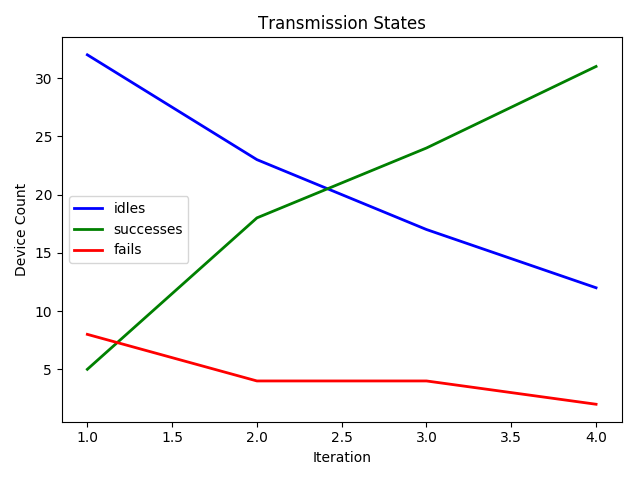 Transmission States
Device Count
30
25
20
15
10
5
idles
successes
fails
1.0 1.5 2.0 2.5 3.0 3.5 4.0
Iteration